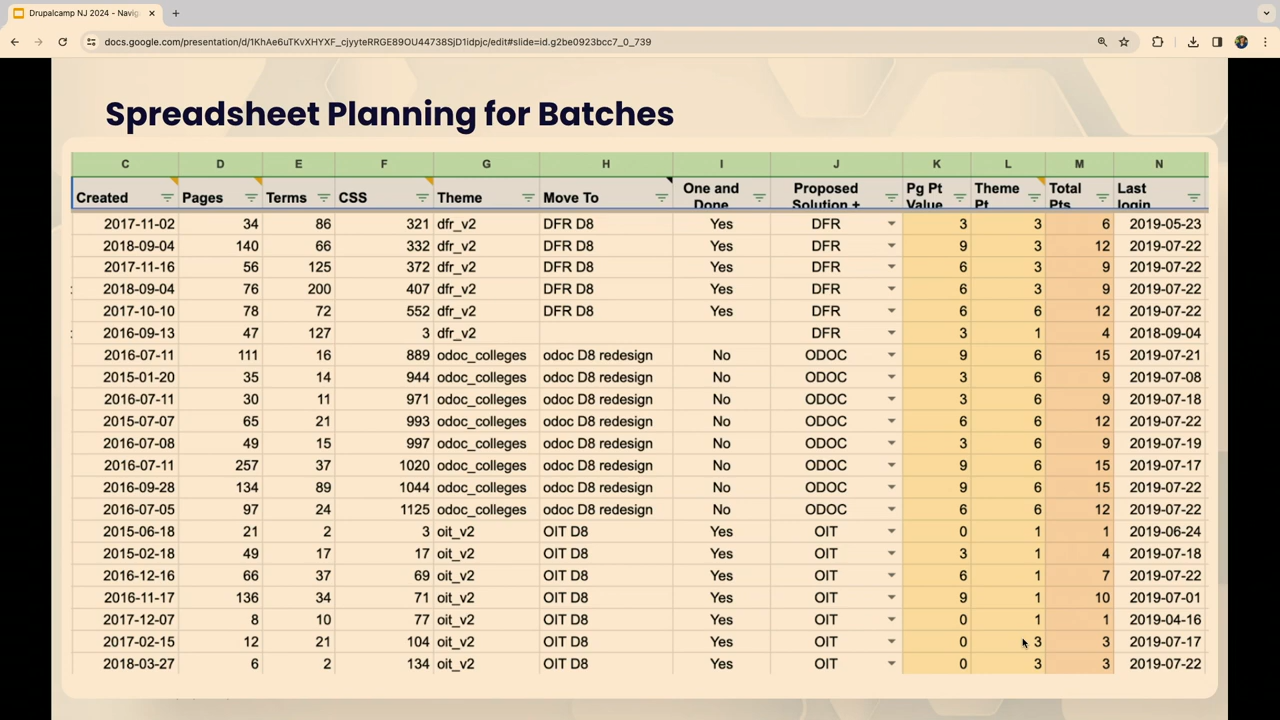 Drupalcamp NJ 2024 - Navig
docs.google.com/presentation/d/1KhAe6uTKvXHYXF_cjyyteRRGE89OU44738SjD1idpjc/edit#slide=id.g2be0923bcc7_0_739
Spreadsheet Planning for Batches
C D E F G H I J K L M N
Created Pages Terms CSS Theme Move To One and Done Proposed Solution + Pg Pt Value Theme Pt Total Pts Last login
2017-11-02 34 86 321 dfr_v2 DFR D8 Yes DFR 3 3 6 2019-05-23
2018-09-04 140 66 332 dfr_v2 DFR D8 Yes DFR 9 3 12 2019-07-22
2017-11-16 56 125 372 dfr_v2 DFR D8 Yes DFR 6 3 9 2019-07-22
2018-09-04 76 200 407 dfr_v2 DFR D8 Yes DFR 6 3 9 2019-07-22
2017-10-10 78 72 552 dfr_v2 DFR D8 Yes DFR 6 6 12 2019-07-22
2016-09-13 47 127 3 dfr_v2 DFR 3 1 4 2018-09-04
2016-07-11 111 16 889 odoc_colleges odoc D8 redesign No ODOC 9 6 15 2019-07-21
2015-01-20 35 14 944 odoc_colleges odoc D8 redesign No ODOC 3 6 9 2019-07-08
2016-07-11 30 11 971 odoc_colleges odoc D8 redesign No ODOC 3 6 9 2019-07-18
2015-07-07 65 21 993 odoc_colleges odoc D8 redesign No ODOC 6 6 12 2019-07-22
2016-07-08 49 15 997 odoc_colleges odoc D8 redesign No ODOC 3 6 9 2019-07-19
2016-07-11 257 37 1020 odoc_colleges odoc D8 redesign No ODOC 9 6 15 2019-07-17
2016-09-28 134 89 1044 odoc_colleges odoc D8 redesign No ODOC 9 6 15 2019-07-22
2016-07-05 97 24 1125 odoc_colleges odoc D8 redesign No ODOC 6 6 12 2019-07-22
2015-06-18 21 2 3 oit_v2 OIT D8 Yes OIT 0 1 1 2019-06-24
2015-02-18 49 17 17 oit_v2 OIT D8 Yes OIT 3 1 4 2019-07-18
2016-12-16 66 37 69 oit_v2 OIT D8 Yes OIT 6 1 7 2019-07-22
2016-11-17 136 34 71 oit_v2 OIT D8 Yes OIT 9 1 10 2019-07-01
2017-12-07 8 10 77 oit_v2 OIT D8 Yes OIT 0 1 1 2019-04-16
2017-02-15 12 21 104 oit_v2 OIT D8 Yes OIT 0 3 3 2019-07-17
2018-03-27 6 2 134 oit_v2 OIT D8 Yes OIT 0 3 3 2019-07-22